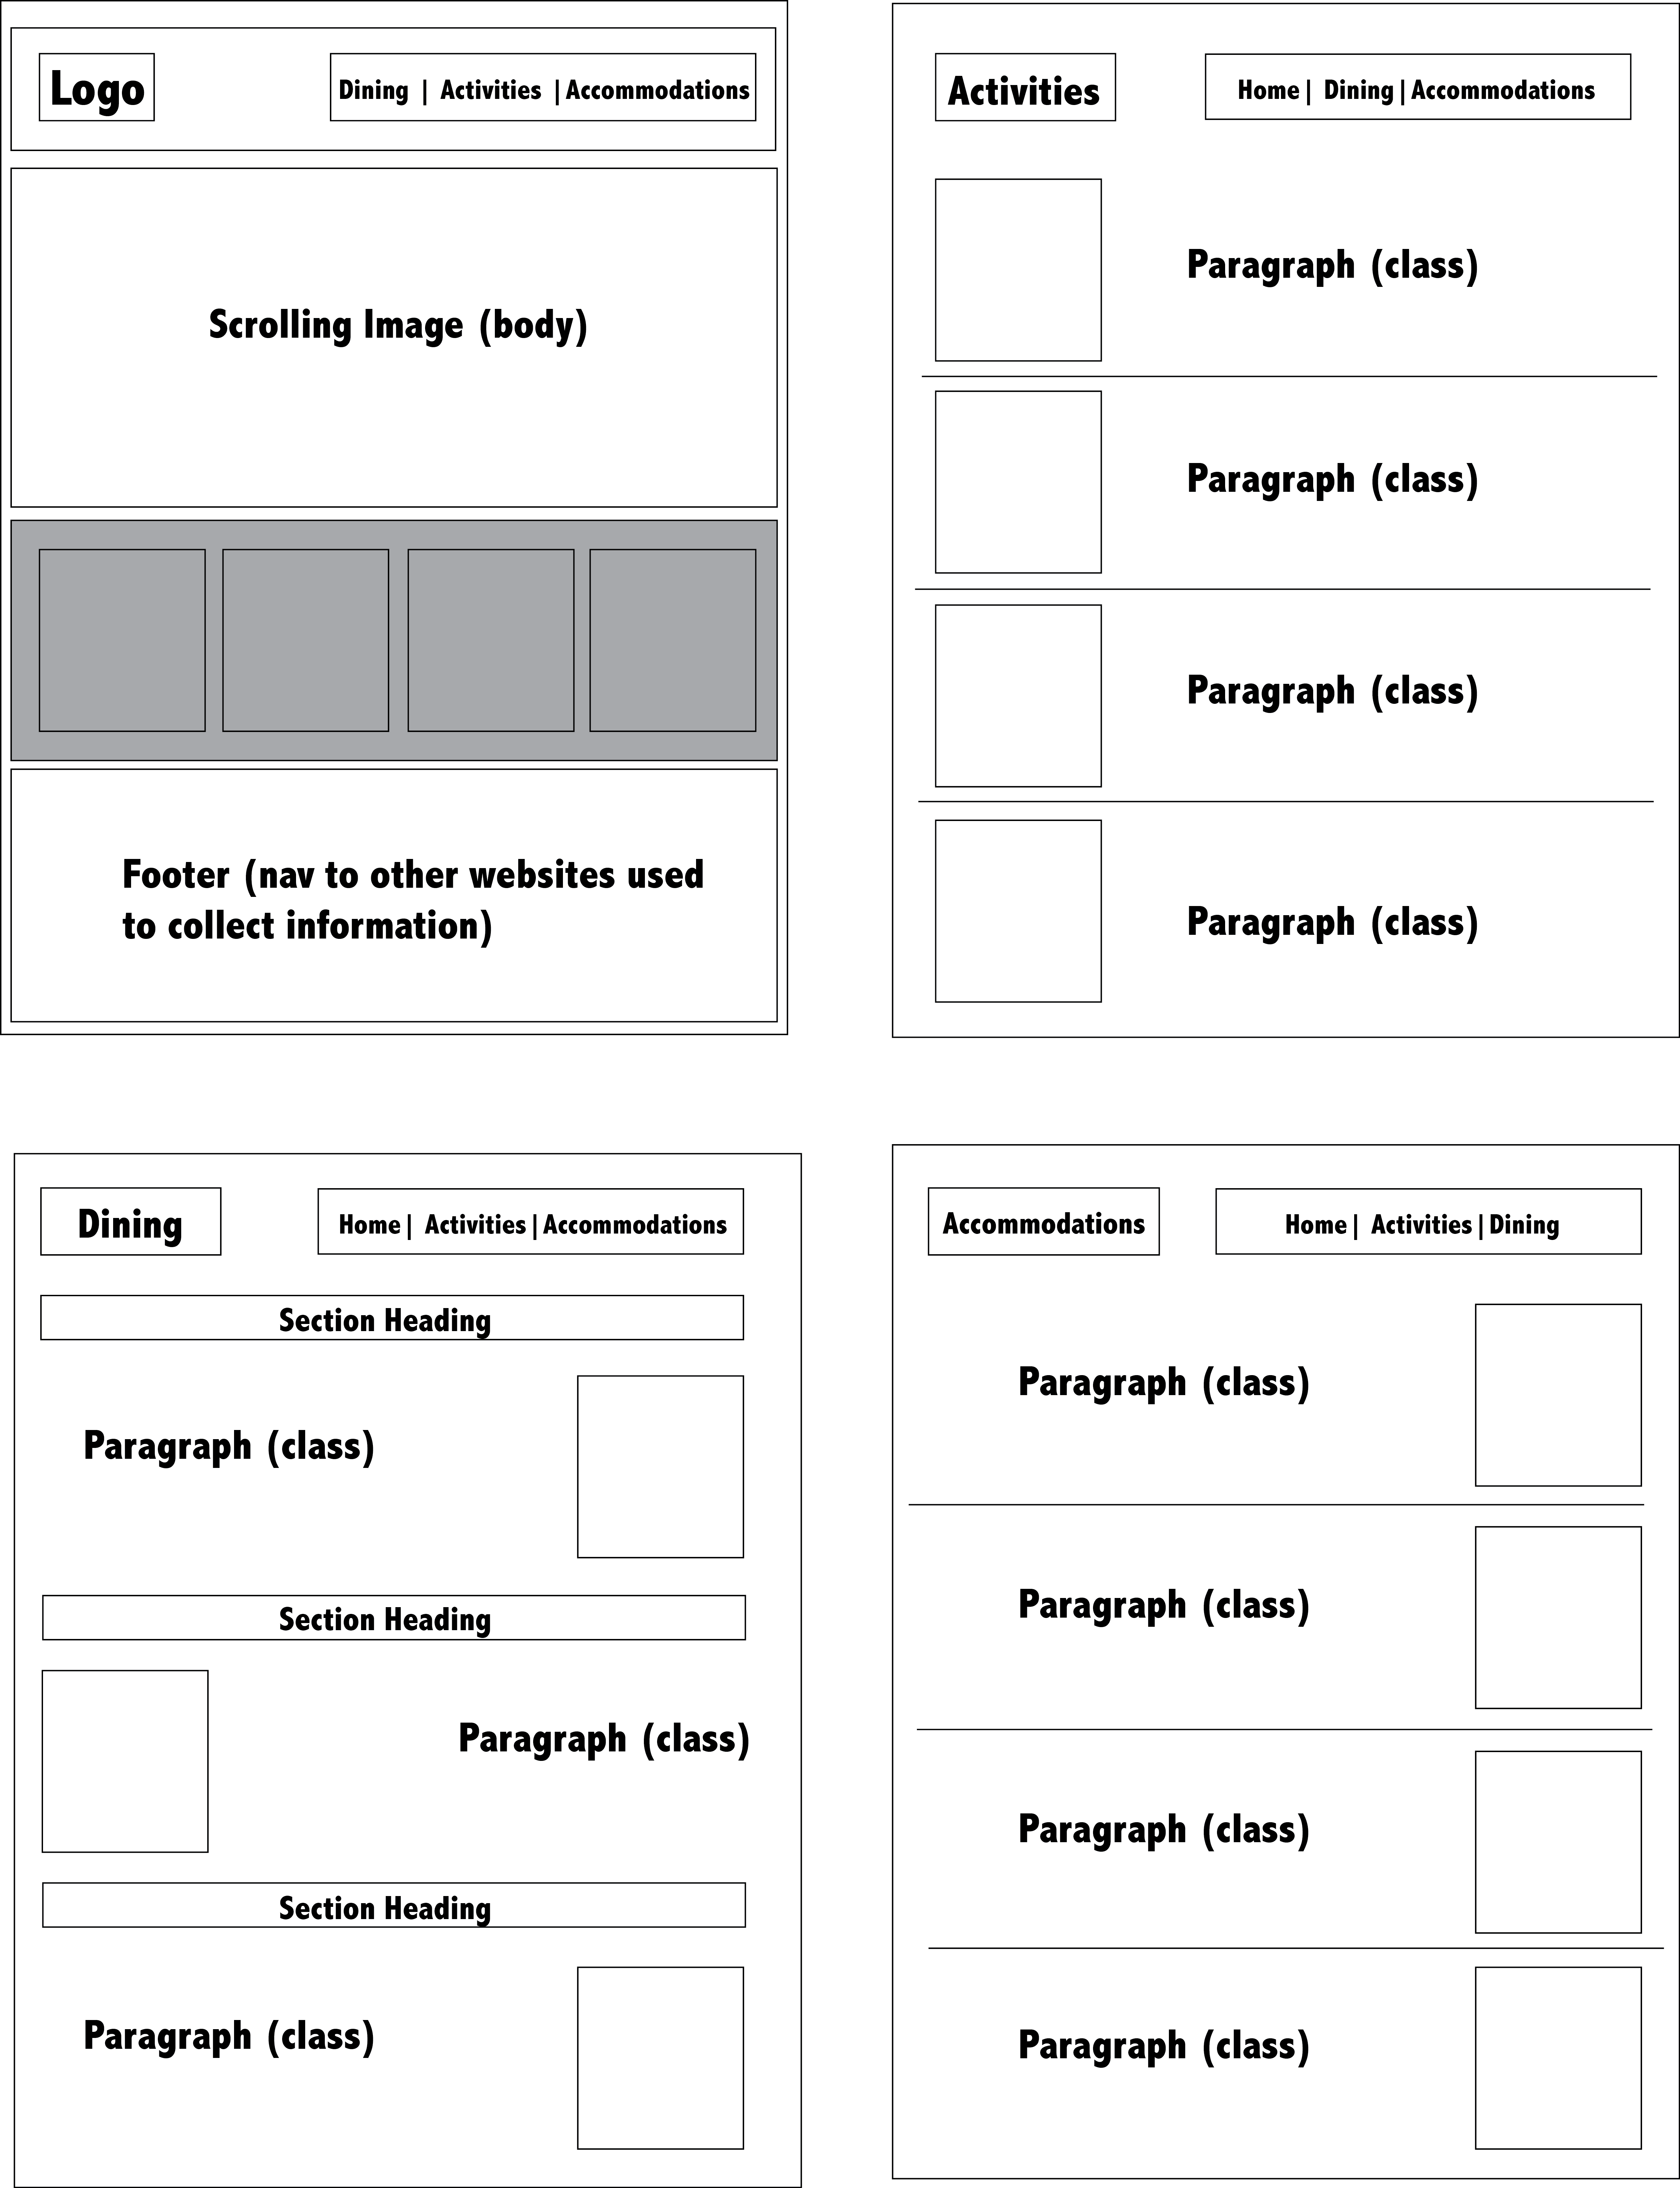 Logo
Dining | Activities | Accommodations
Scrolling Image (body)
Footer (nav to other websites used
to collect information)
Activities
Home | Dining | Accommodations
Paragraph (class)
Paragraph (class)
Paragraph (class)
Paragraph (class)
Dining
Home | Activities | Accommodations
Section Heading
Paragraph (class)
Section Heading
Paragraph (class)
Section Heading
Paragraph (class)
Accommodations
Home | Activities | Dining
Paragraph (class)
Paragraph (class)
Paragraph (class)
Paragraph (class)